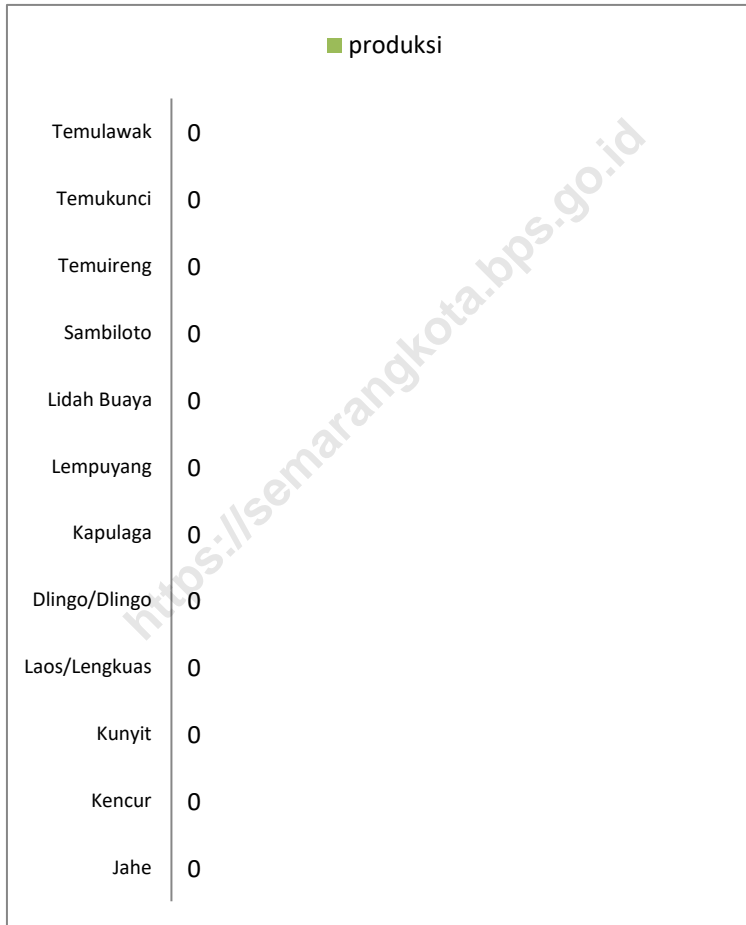 produksi
Temulawak 0
Temukunci 0
Temuireng 0
Sambiloto 0
Lidah Buaya 0
Lempuyang 0
Kapulaga 0
Dlingo/Dlingo 0
Laos/Lengkuas 0
Kunyit 0
Kencur 0
Jahe 0
https://semarangkota.bps.go.id